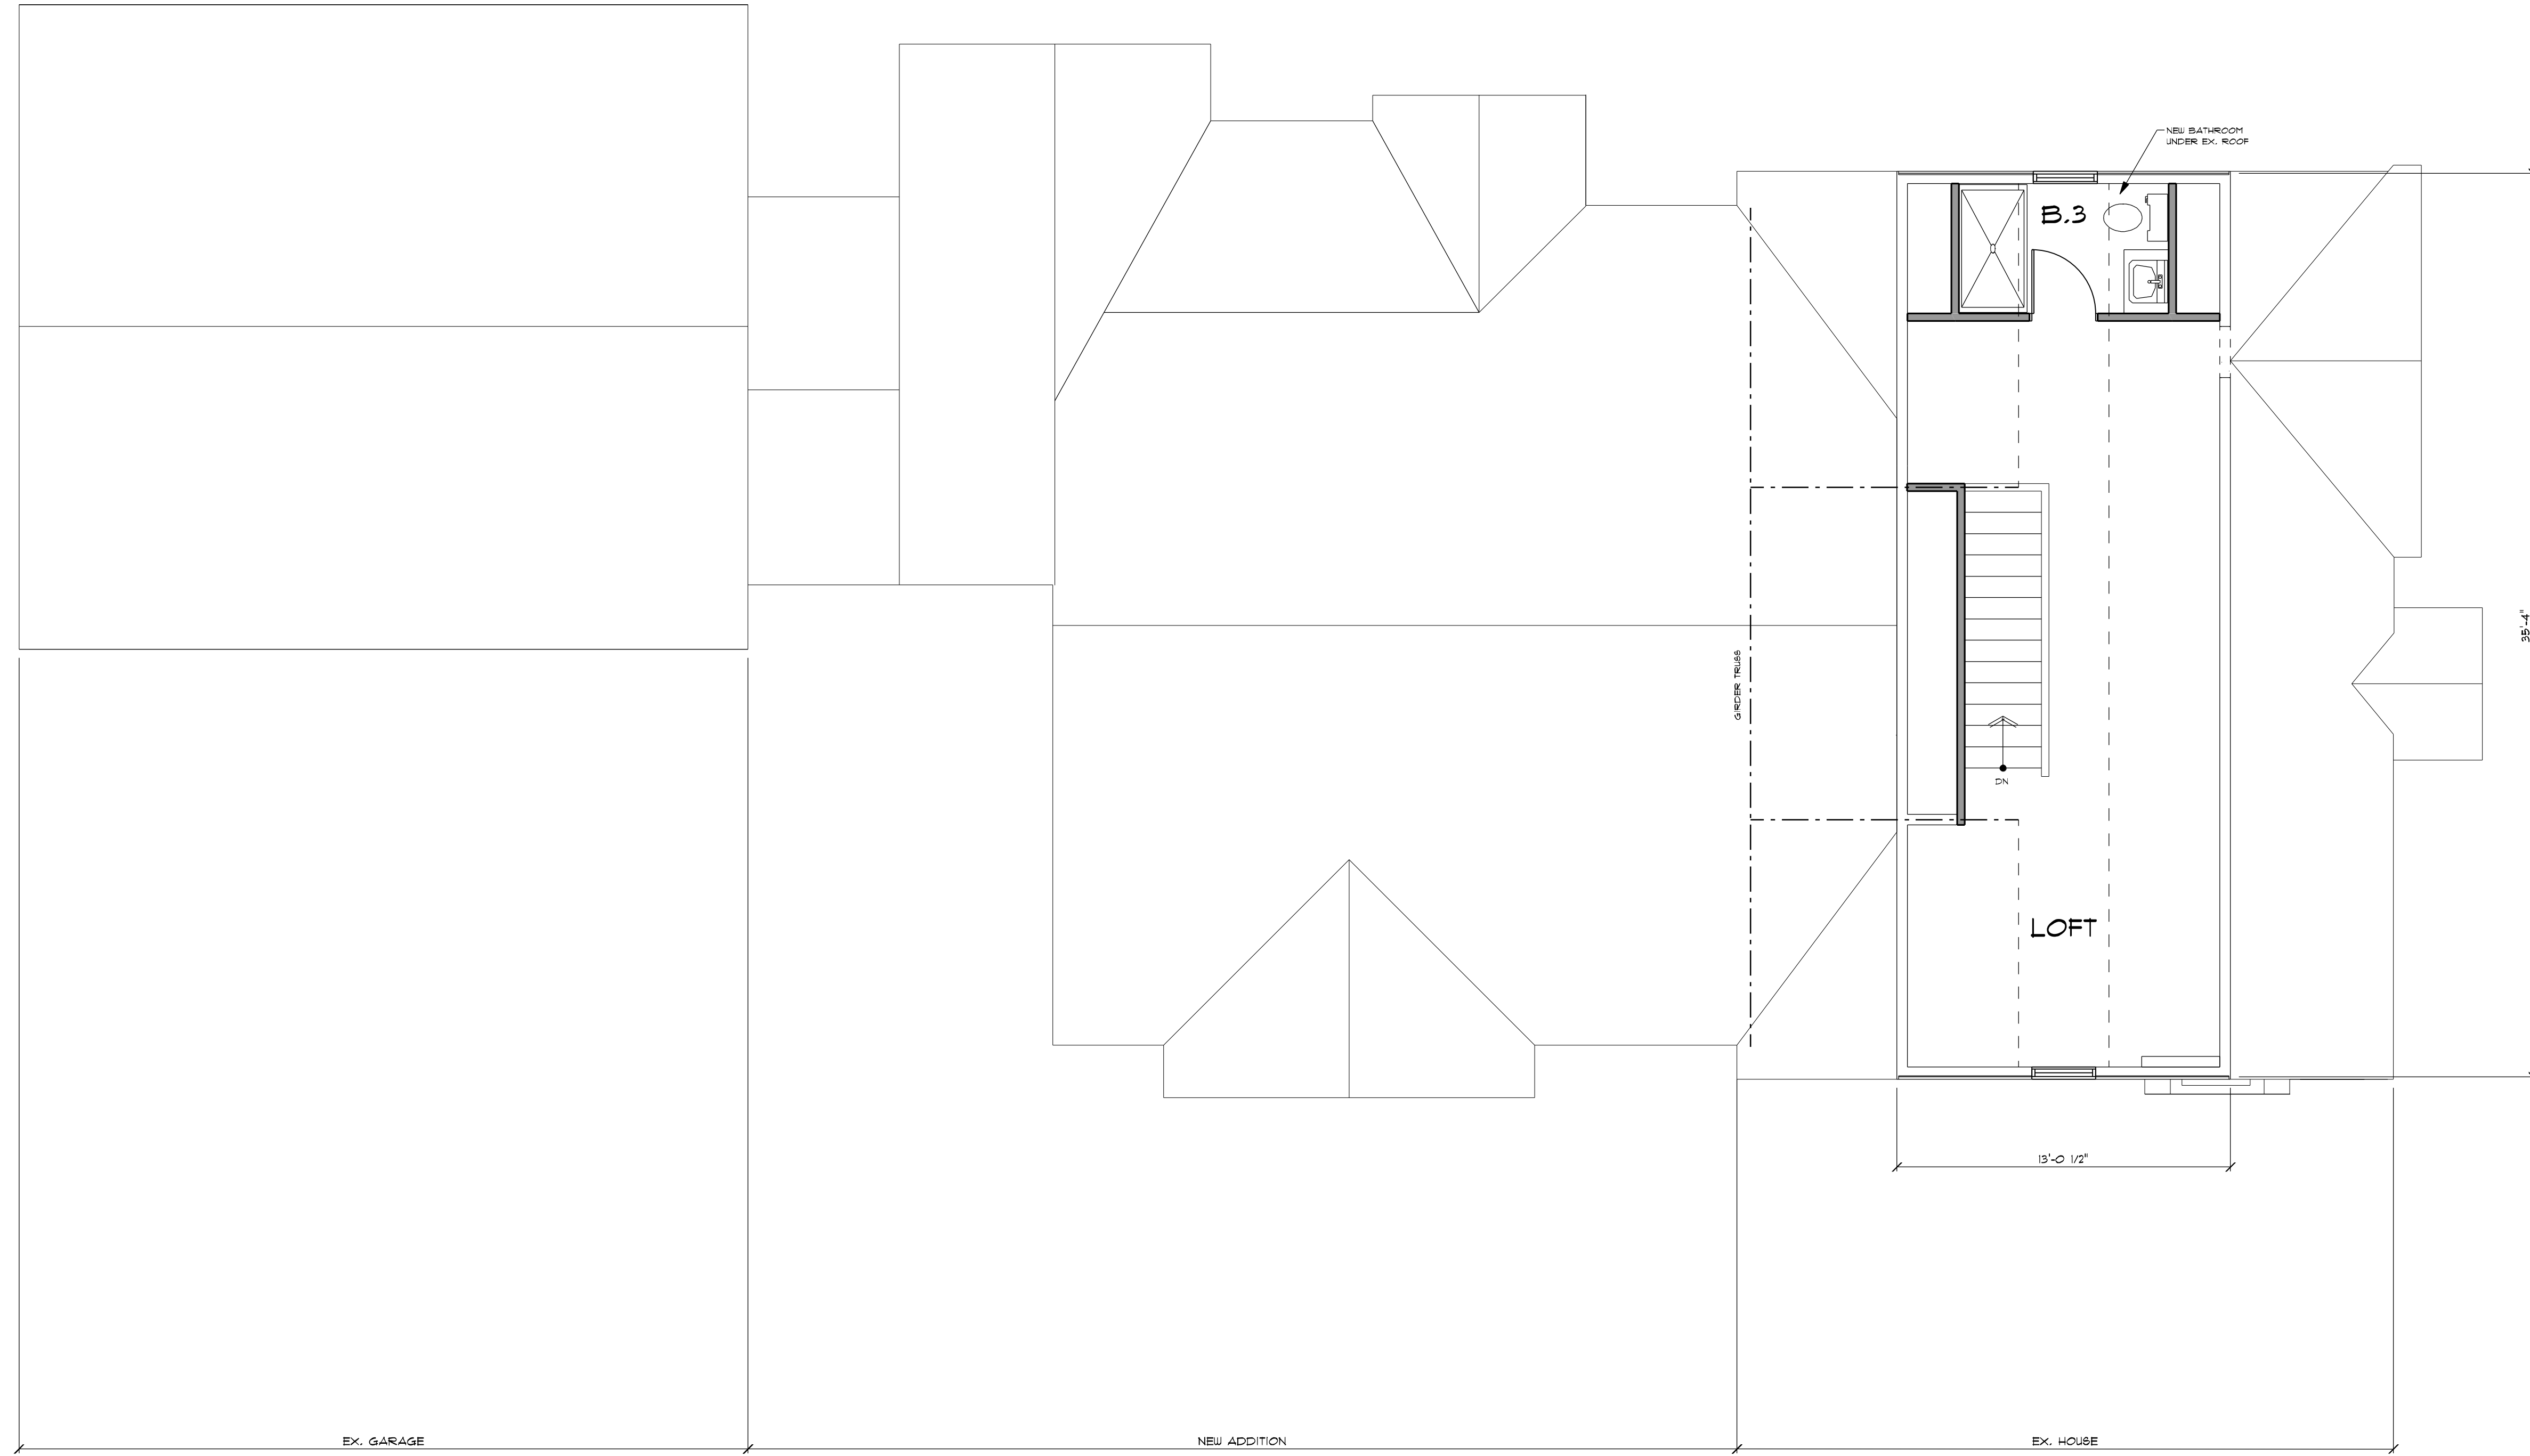 NEW BATHROOM
UNDER EX. ROOF
B.3
35'-4"
GIRDER TRUSS
DN
LOFT
13'-0 1/2"
EX. GARAGE
NEW ADDITION
EX. HOUSE